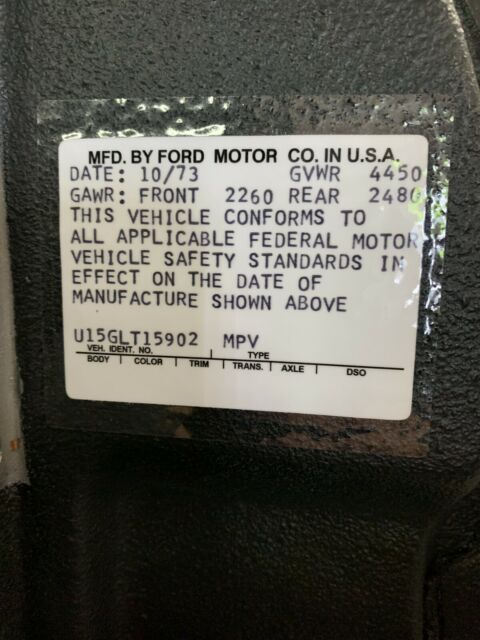 MFD. BY FORD MOTOR CO. IN U.S.A.
DATE: 10/73 GVWR 4450
GAWR: FRONT 2260 REAR 2480
THIS VEHICLE CONFORMS TO
ALL APPLICABLE FEDERAL MOTOR
VEHICLE SAFETY STANDARDS IN
EFFECT ON THE DATE OF
MANUFACTURE SHOWN ABOVE
U15GLT15902 MPV
VEH. IDENT. NO. TYPE
BODY COLOR TRIM TRANS. AXLE DSO